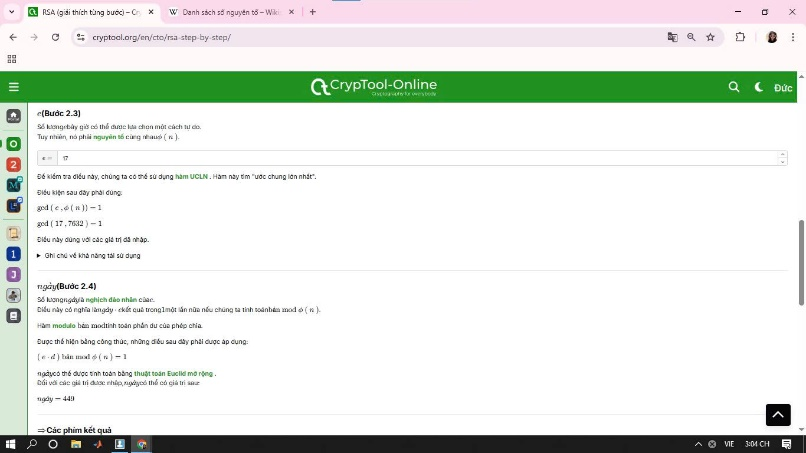 RSA (giải thích từng bước) – Cr
Danh sách số nguyên tố – Wiki
cryptool.org/en/cto/rsa-step-by-step/
CrypTool-Online
Cryptography for everybody
Đức
e(Bước 2.3)
Số lượngebây giờ có thể được lựa chọn một cách tự do.
Tuy nhiên, nó phải nguyên tố cùng nhauϕ ( n ).
e = 17
Để kiểm tra điều này, chúng ta có thể sử dụng hàm UCLN . Hàm này tìm "ước chung lớn nhất".
Điều kiện sau đây phải đúng:
gcd ( e , ϕ ( n )) = 1
gcd ( 17 , 7632 ) = 1
Điều này đúng với các giá trị đã nhập.
Ghi chú về khả năng tái sử dụng
ngày(Bước 2.4)
Số lượngngàylà nghịch đảo nhân củae.
Điều này có nghĩa làngày · ekết quả trong1một lần nữa nếu chúng ta tính toánbản mod ϕ ( n ).
Hàm modulo bản modtính toán phần dư của phép chia.
Được thể hiện bằng công thức, những điều sau đây phải được áp dụng:
( e · d ) bản mod ϕ ( n ) = 1
ngàycó thể được tính toán bằng thuật toán Euclid mở rộng .
Đối với các giá trị được nhập,ngàycó thể có giá trị sau:
ngày = 449
⇒ Các phím kết quả
VIE
3:04 CH